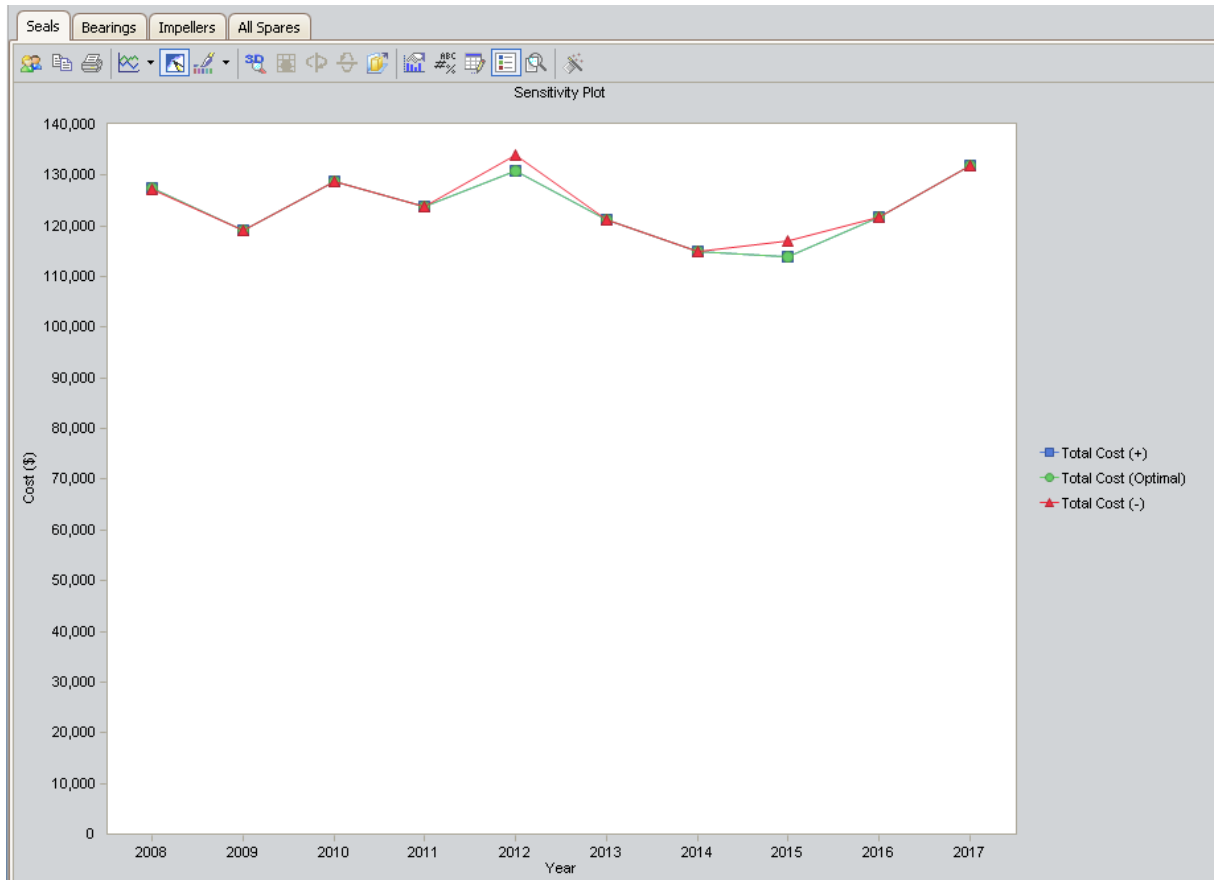 Seals Bearings Impellers All Spares
3D ABC #%
Sensitivity Plot
140,000
130,000
120,000
110,000
100,000
90,000
80,000
70,000
60,000
50,000
40,000
30,000
20,000
10,000
0
Cost ($)
2008 2009 2010 2011 2012 2013 2014 2015 2016 2017
Year
Total Cost (+)
Total Cost (Optimal)
Total Cost (-)